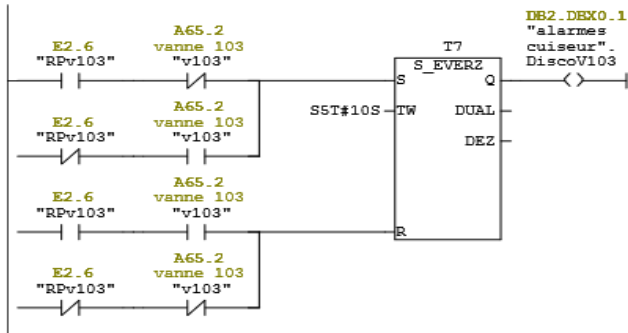 E2.6
"RPv103"
A65.2
vanne 103
"v103"
E2.6
"RPv103"
A65.2
vanne 103
"v103"
E2.6
"RPv103"
A65.2
vanne 103
"v103"
E2.6
"RPv103"
A65.2
vanne 103
"v103"
T7
S_EVERZ
S Q
S5T#10S TW DUAL
DEZ
R
DB2.DBX0.1
"alarmes
cuiseur".
DiscoV103